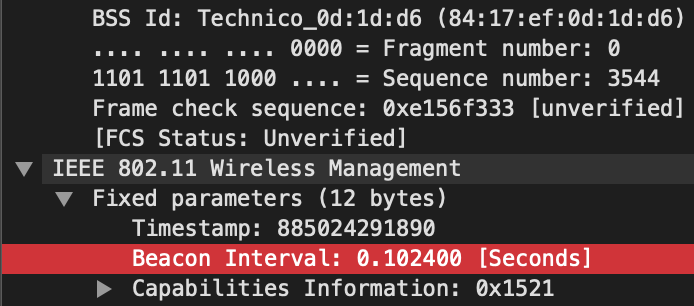 BSS Id: Technico_0d:1d:d6 (84:17:ef:0d:1d:d6)
.... .... .... 0000 = Fragment number: 0
1101 1101 1000 .... = Sequence number: 3544
Frame check sequence: 0xe156f333 [unverified]
[FCS Status: Unverified]
IEEE 802.11 Wireless Management
Fixed parameters (12 bytes)
Timestamp: 885024291890
Beacon Interval: 0.102400 [Seconds]
Capabilities Information: 0x1521